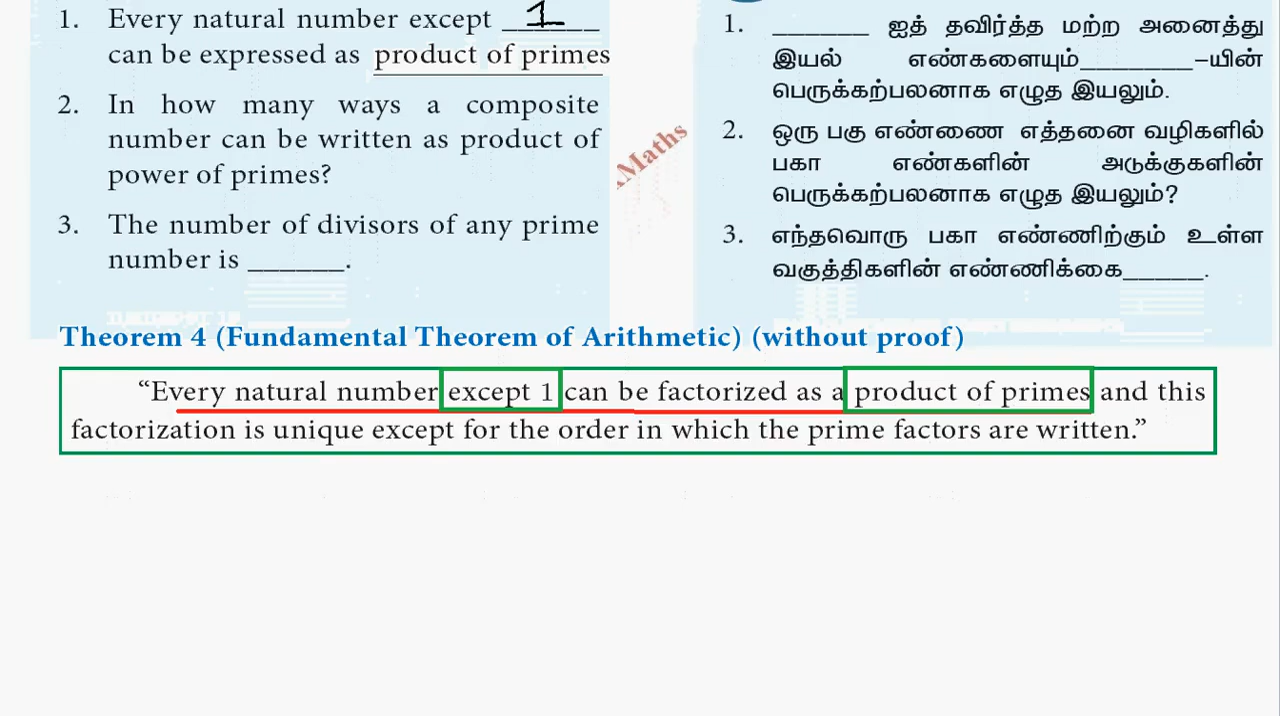 1. Every natural number except __1__
can be expressed as product of primes
2. In how many ways a composite
number can be written as product of
power of primes?
3. The number of divisors of any prime
number is ______.
1. ______ ஐத் தவிர்த்த மற்ற அனைத்து
இயல் எண்களையும்_______-யின்
பெருக்கற்பலனாக எழுத இயலும்.
2. ஒரு பகு எண்ணை எத்தனை வழிகளில்
பகா எண்களின் அடுக்குகளின்
பெருக்கற்பலனாக எழுத இயலும்?
3. எந்தவொரு பகா எண்ணிற்கும் உள்ள
வகுத்திகளின் எண்ணிக்கை_____.
Maths
Theorem 4 (Fundamental Theorem of Arithmetic) (without proof)
“Every natural number except 1 can be factorized as a product of primes and this
factorization is unique except for the order in which the prime factors are written.”